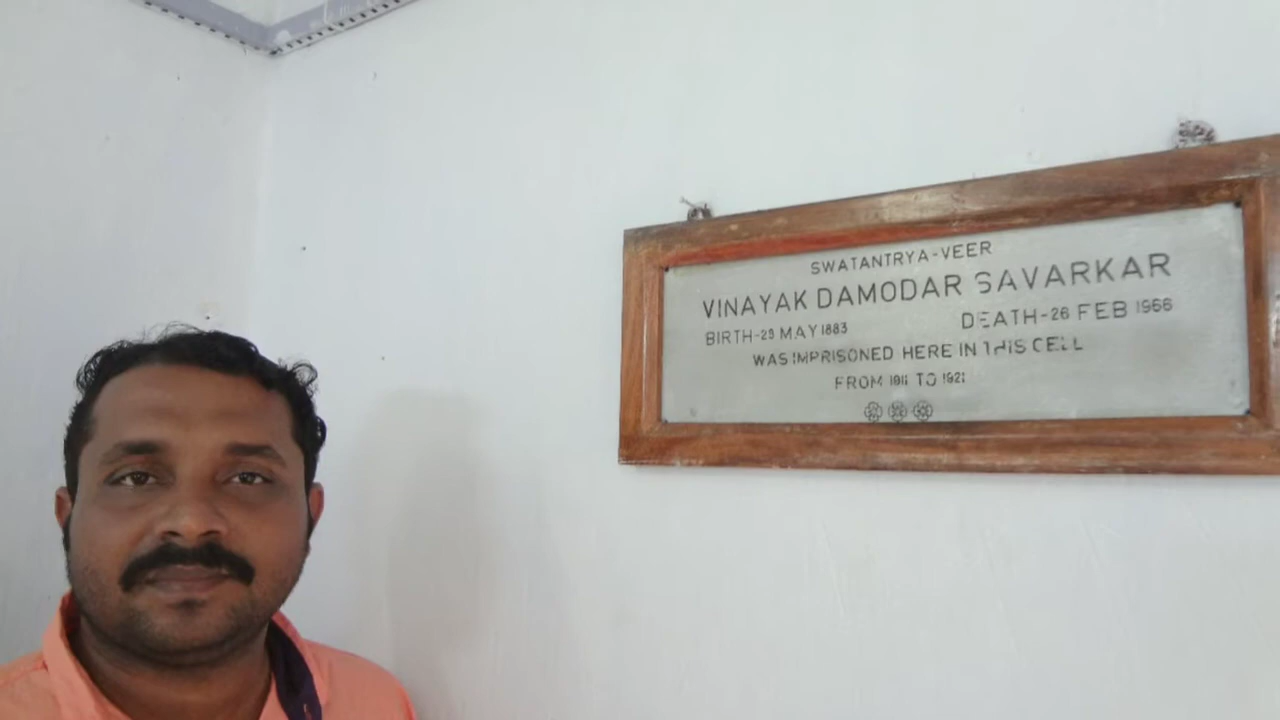 SWATANTRYA-VEER
VINAYAK DAMODAR SAVARKAR
BIRTH-29 MAY 1883 DEATH-26 FEB 1966
WAS IMPRISONED HERE IN THIS CELL
FROM 1911 TO 1921